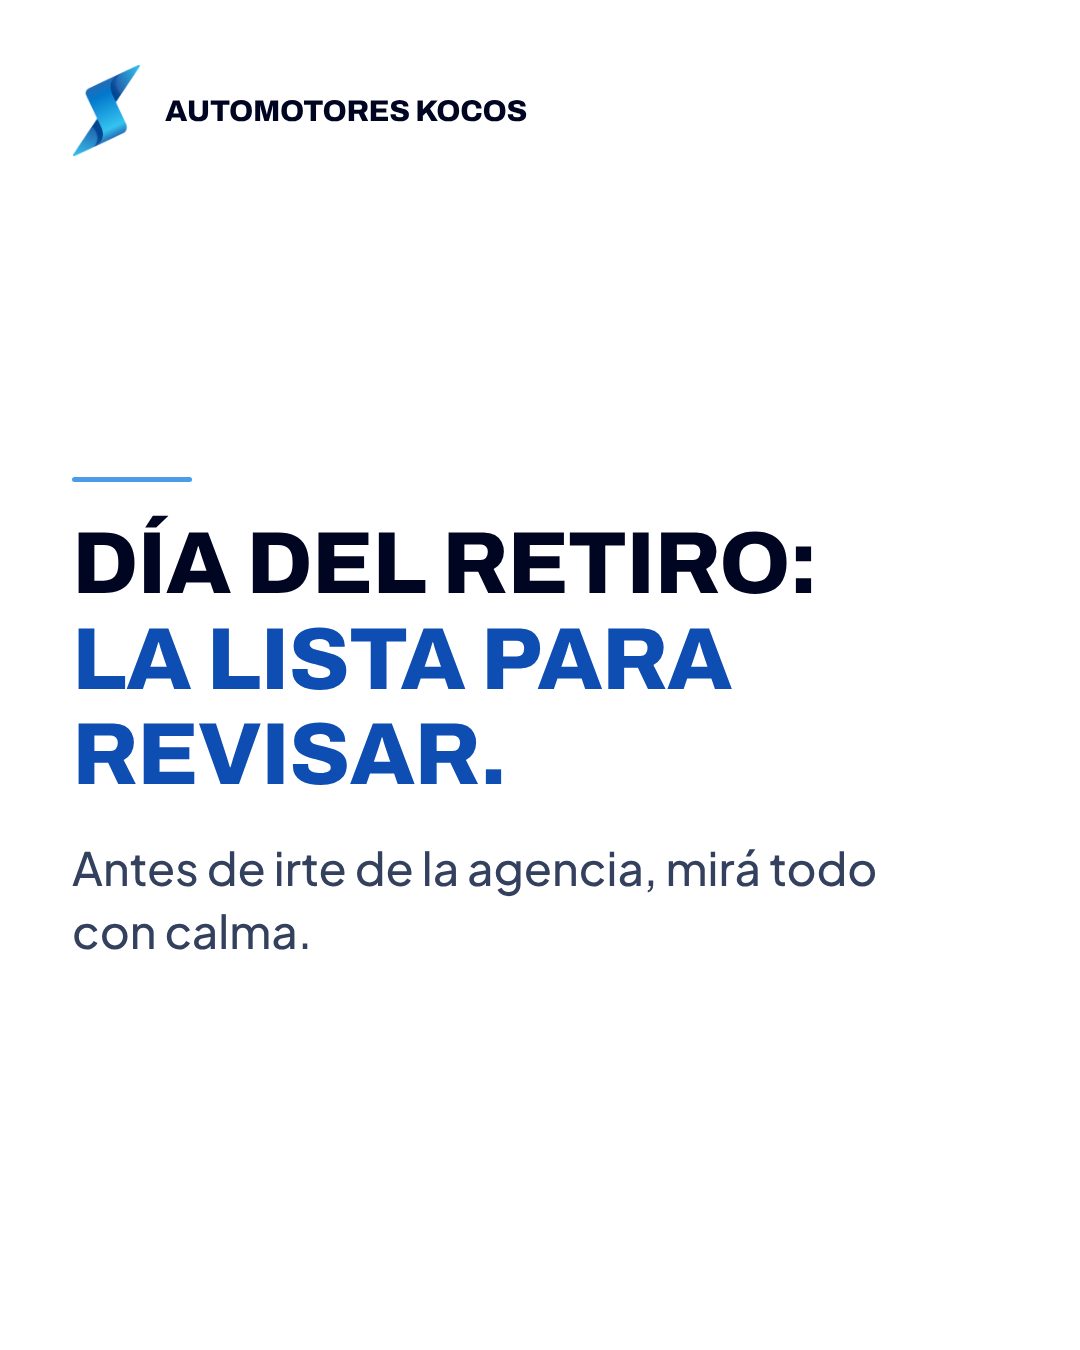 AUTOMOTORES KOCOS
DÍA DEL RETIRO:
LA LISTA PARA
REVISAR.
Antes de irte de la agencia, mirá todo
con calma.